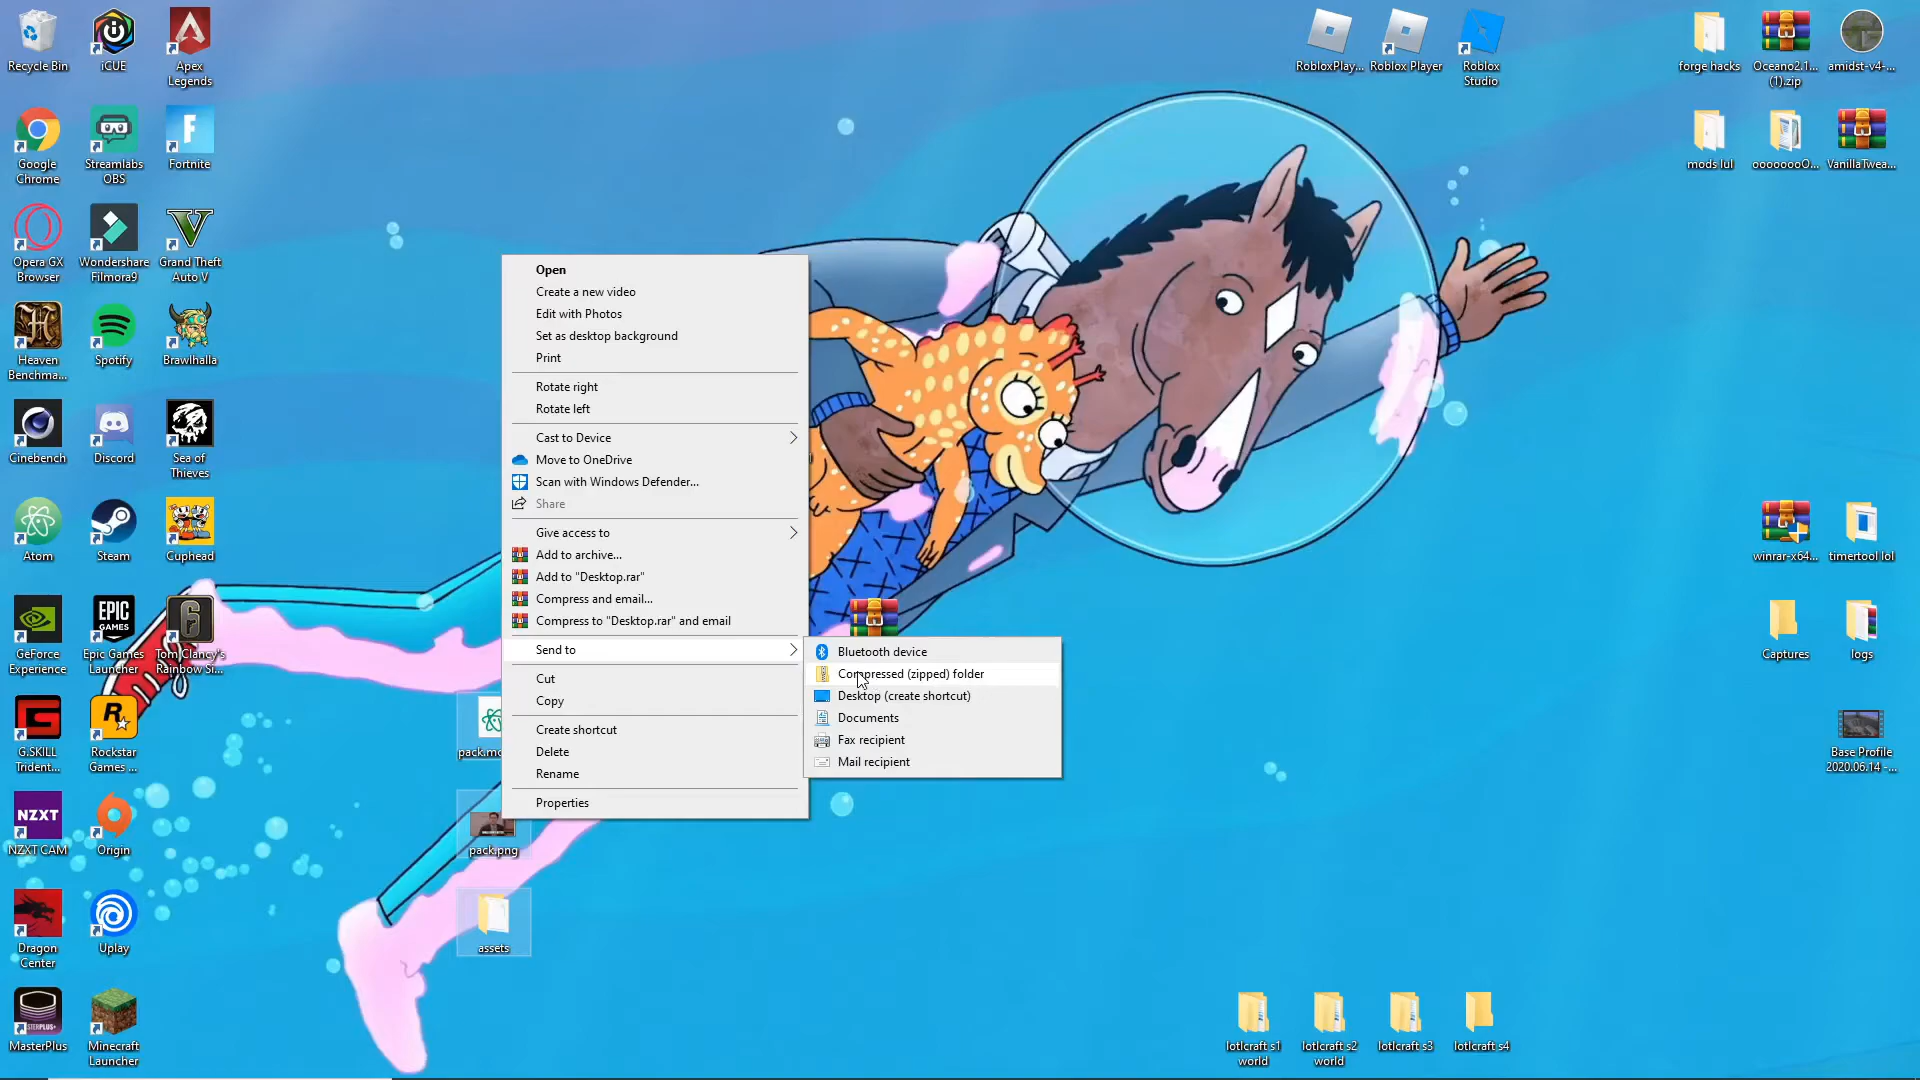 Recycle Bin
iCUE
Apex
Legends
RobloxPlay...
Roblox Player
Roblox
Studio
forge hacks
Oceano2.1...
(1).zip
amidst-v4-...
Google
Chrome
Streamlabs
OBS
Fortnite
mods lul
oooooooO...
VanillaTwea...
Opera GX
Browser
Wondershare
Filmora9
Grand Theft
Auto V
Heaven
Benchma...
Spotify
Brawlhalla
Cinebench
Discord
Sea of
Thieves
Atom
Steam
Cuphead
winrar-x64...
timertool lol
GeForce
Experience
EPIC
GAMES
Epic Games
Launcher
Tom Clancy's
Rainbow Si...
Captures
logs
G.SKILL
Trident...
Rockstar
Games ...
Base Profile
2020.06.14 -...
NZXT
NZXT CAM
Origin
Dragon
Center
Uplay
MasterPlus
Minecraft
Launcher
pack.mc
pack.png
assets
lotlcraft s1
world
lotlcraft s2
world
lotlcraft s3
lotlcraft s4
Open
Create a new video
Edit with Photos
Set as desktop background
Print
Rotate right
Rotate left
Cast to Device
Move to OneDrive
Scan with Windows Defender...
Share
Give access to
Add to archive...
Add to "Desktop.rar"
Compress and email...
Compress to "Desktop.rar" and email
Send to
Cut
Copy
Create shortcut
Delete
Rename
Properties
Bluetooth device
Compressed (zipped) folder
Desktop (create shortcut)
Documents
Fax recipient
Mail recipient